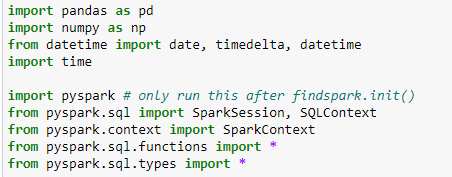 import pandas as pd
import numpy as np
from datetime import date, timedelta, datetime
import time
import pyspark # only run this after findspark.init()
from pyspark.sql import SparkSession, SQLContext
from pyspark.context import SparkContext
from pyspark.sql.functions import *
from pyspark.sql.types import *